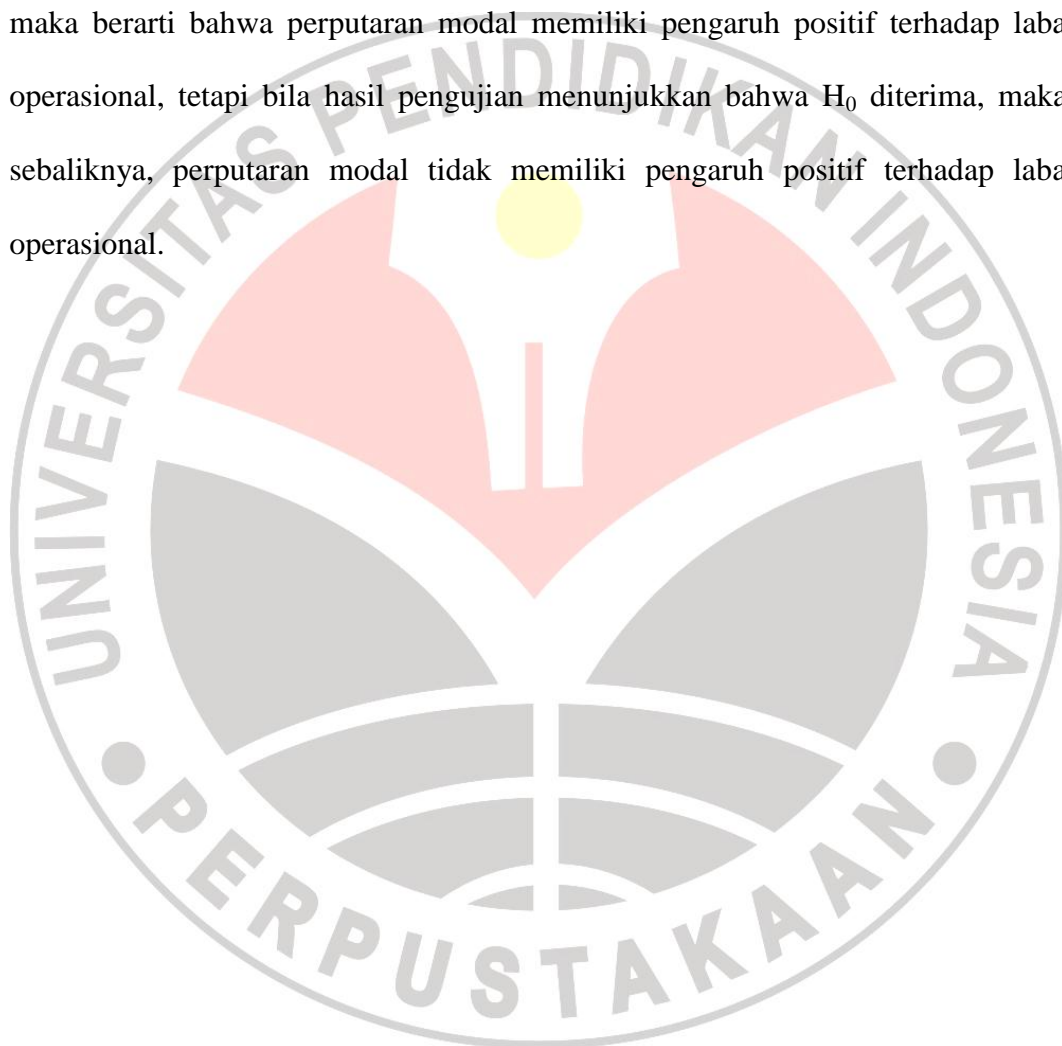 maka berarti bahwa perputaran modal memiliki pengaruh positif terhadap laba
operasional, tetapi bila hasil pengujian menunjukkan bahwa H₀ diterima, maka
sebaliknya, perputaran modal tidak memiliki pengaruh positif terhadap laba
operasional.
UNIVERSITAS PENDIDIKAN INDONESIA
PERPUSTAKAAN